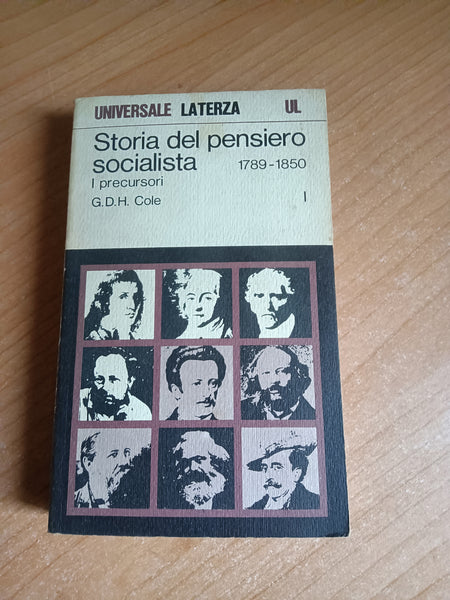 UNIVERSALE LATERZA UL
Storia del pensiero
socialista 1789-1850
I precursori
G.D.H. Cole I